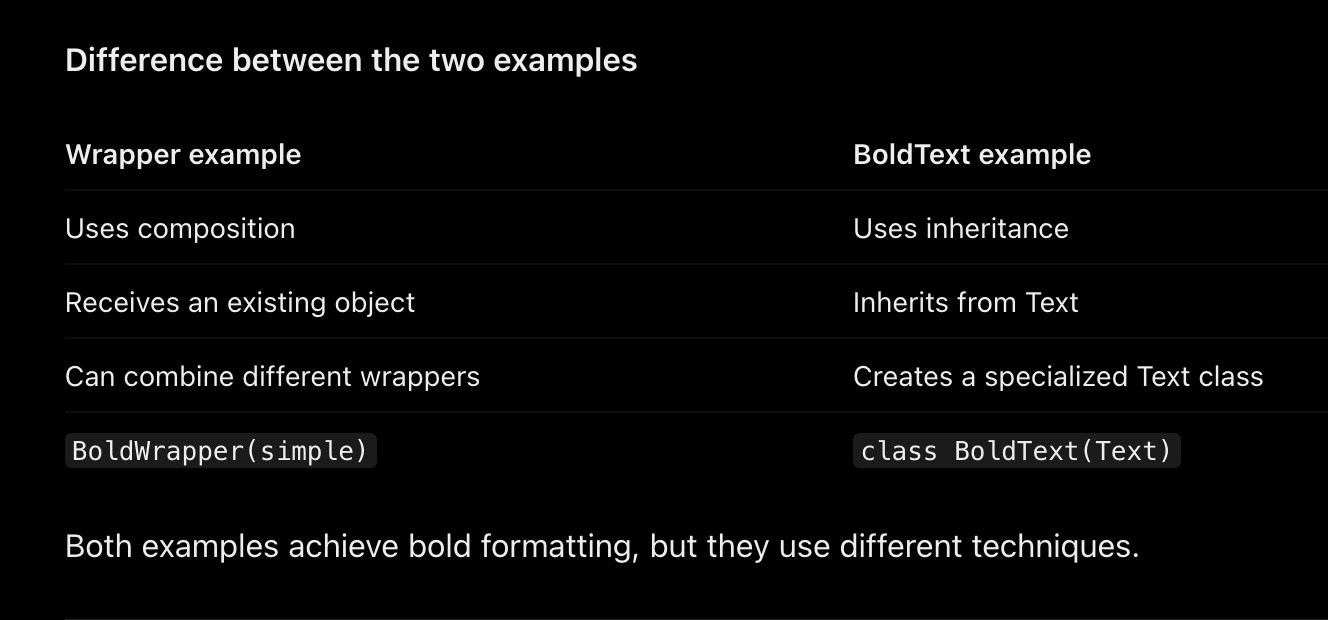 Difference between the two examples
Wrapper example BoldText example
Uses composition Uses inheritance
Receives an existing object Inherits from Text
Can combine different wrappers Creates a specialized Text class
BoldWrapper(simple) class BoldText(Text)
Both examples achieve bold formatting, but they use different techniques.